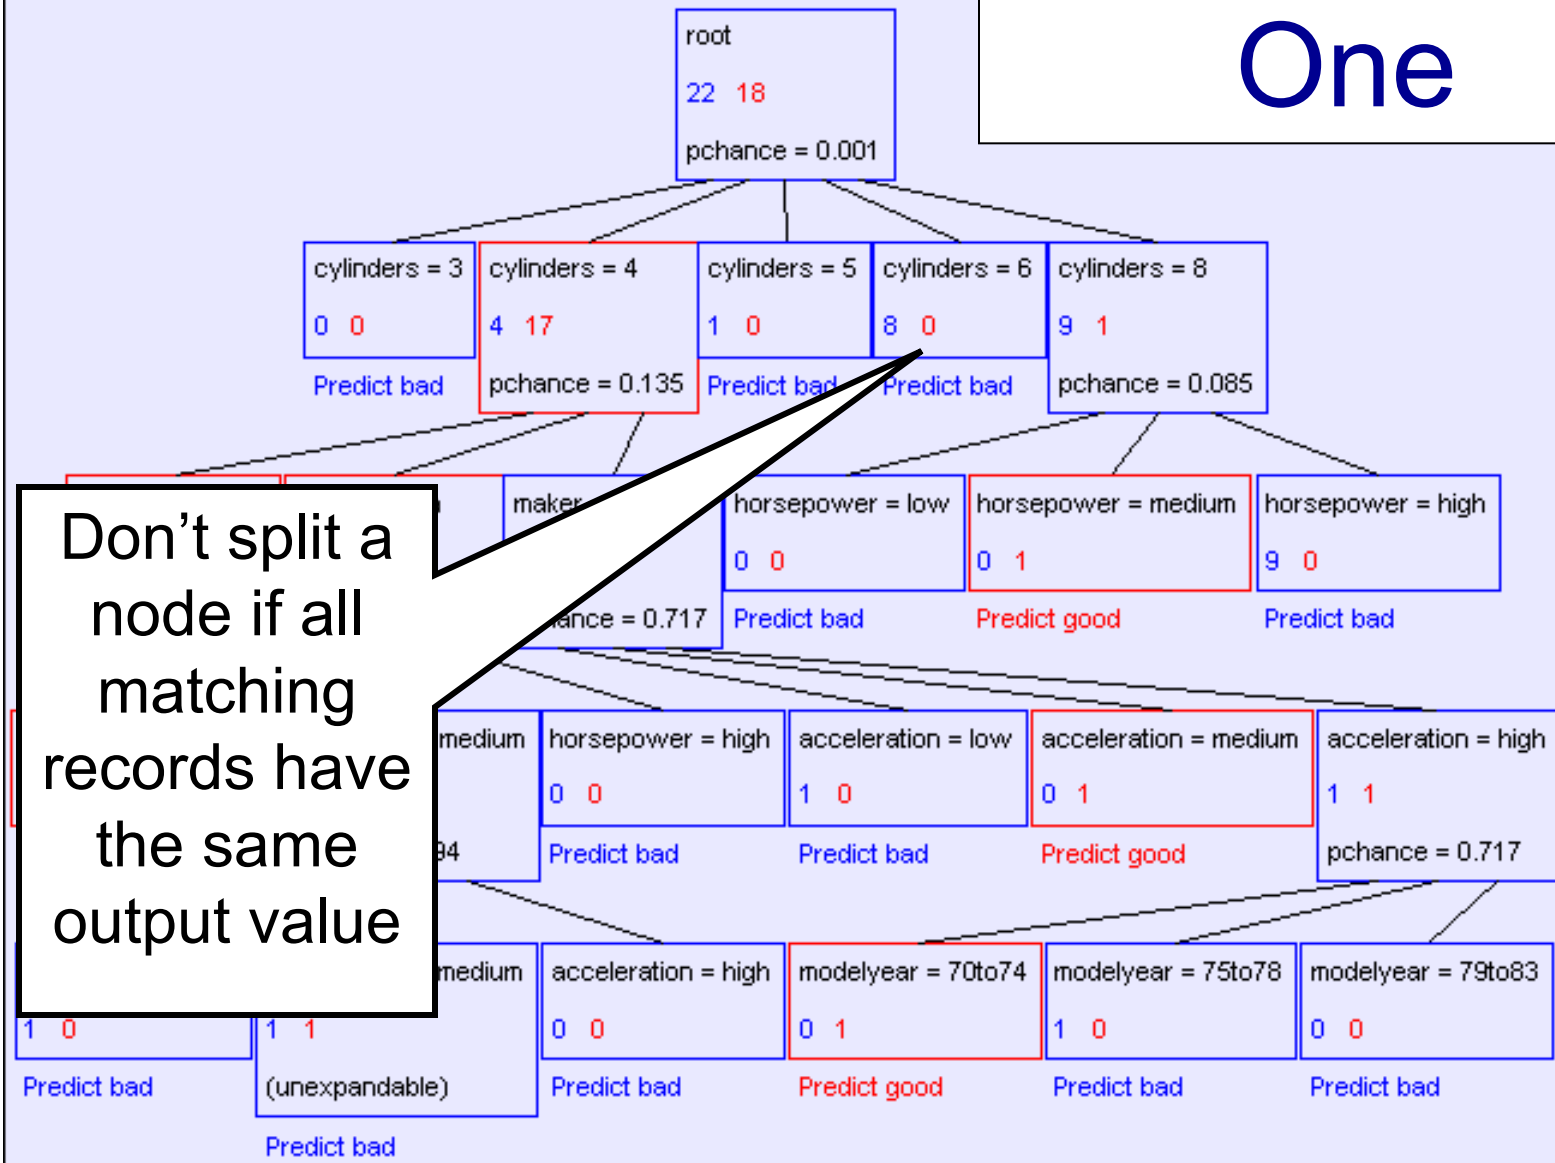 One
root
22 18
pchance = 0.001
cylinders = 3 cylinders = 4 cylinders = 5 cylinders = 6 cylinders = 8
0 0 4 17 1 0 8 0 9 1
Predict bad pchance = 0.135 Predict bad Predict bad pchance = 0.085
maker horsepower = low horsepower = medium horsepower = high
0 0 0 1 9 0
= 0.717 Predict bad Predict good Predict bad
Don’t split a
node if all
matching
records have
the same
output value
medium horsepower = high acceleration = low acceleration = medium acceleration = high
0 0 1 0 0 1 1 1
94 Predict bad Predict bad Predict good pchance = 0.717
medium acceleration = high modelyear = 70to74 modelyear = 75to78 modelyear = 79to83
1 0 1 1 0 0 0 1 1 0 0 0
Predict bad (unexpandable) Predict bad Predict good Predict bad Predict bad
Predict bad